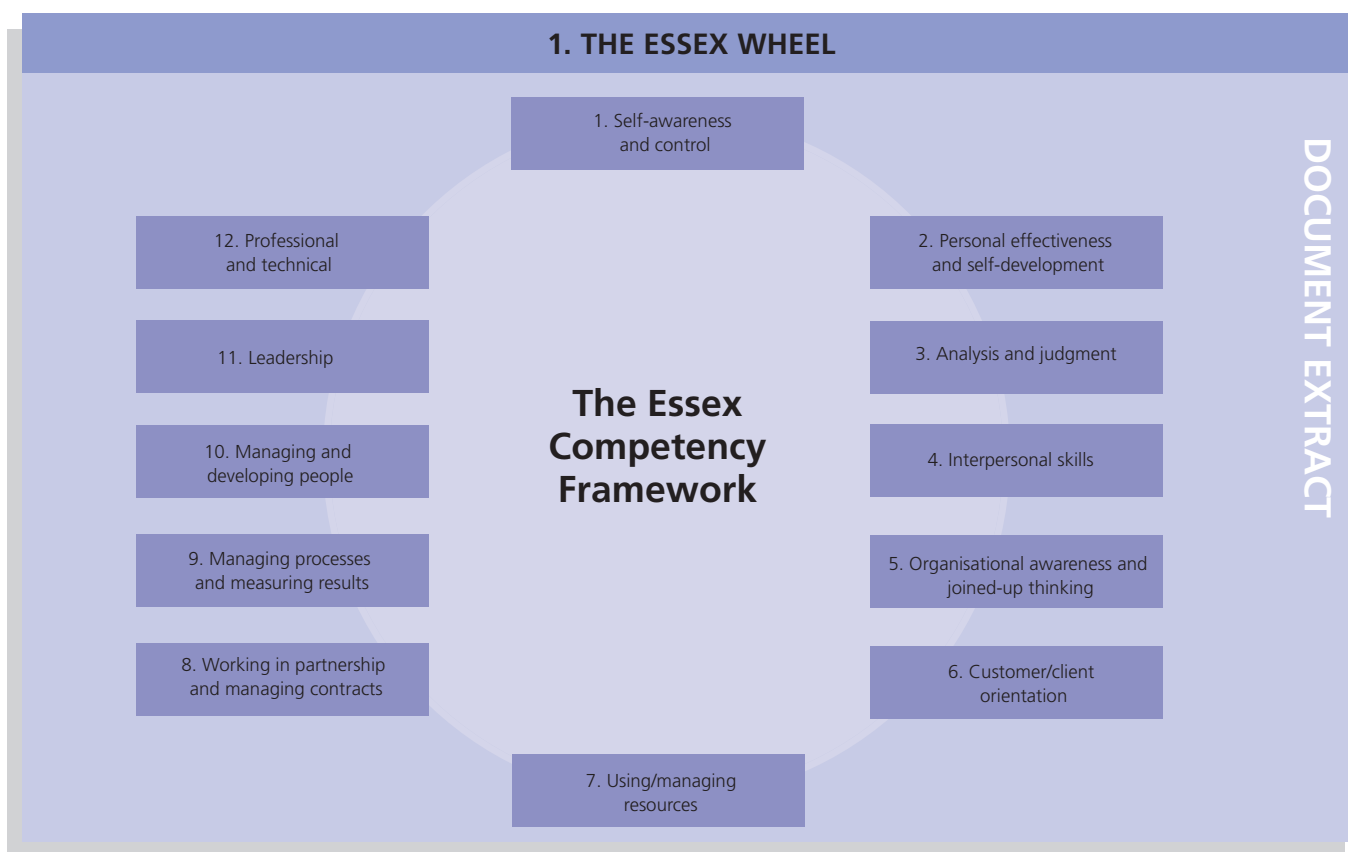 1. THE ESSEX WHEEL
1. Self-awareness
and control
2. Personal effectiveness
and self-development
3. Analysis and judgment
4. Interpersonal skills
5. Organisational awareness and
joined-up thinking
6. Customer/client
orientation
7. Using/managing
resources
8. Working in partnership
and managing contracts
9. Managing processes
and measuring results
10. Managing and
developing people
11. Leadership
12. Professional
and technical
The Essex
Competency
Framework
DOCUMENT EXTRACT